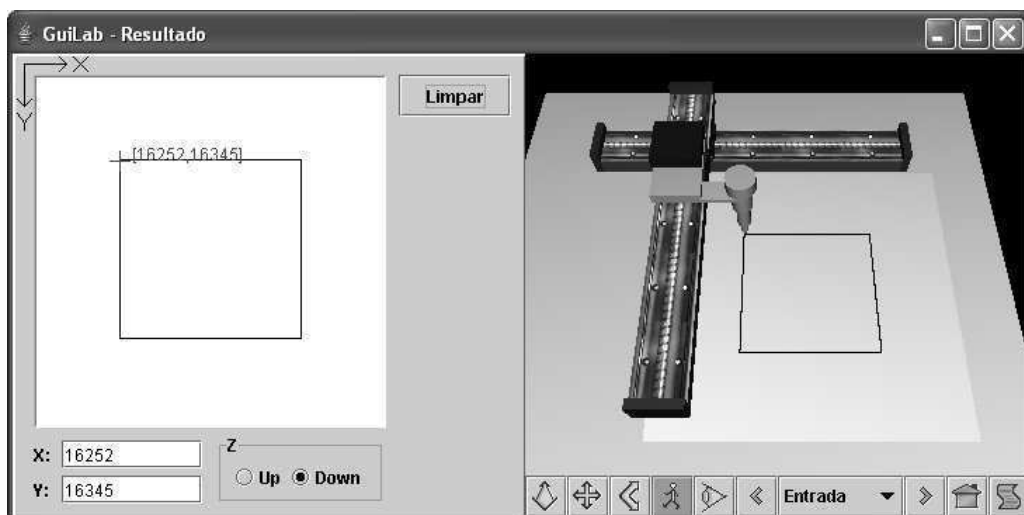 GuiLab - Resultado
X
Y
Limpar
[16252,16345]
X: 16252
Y: 16345
Z
Up Down
Entrada